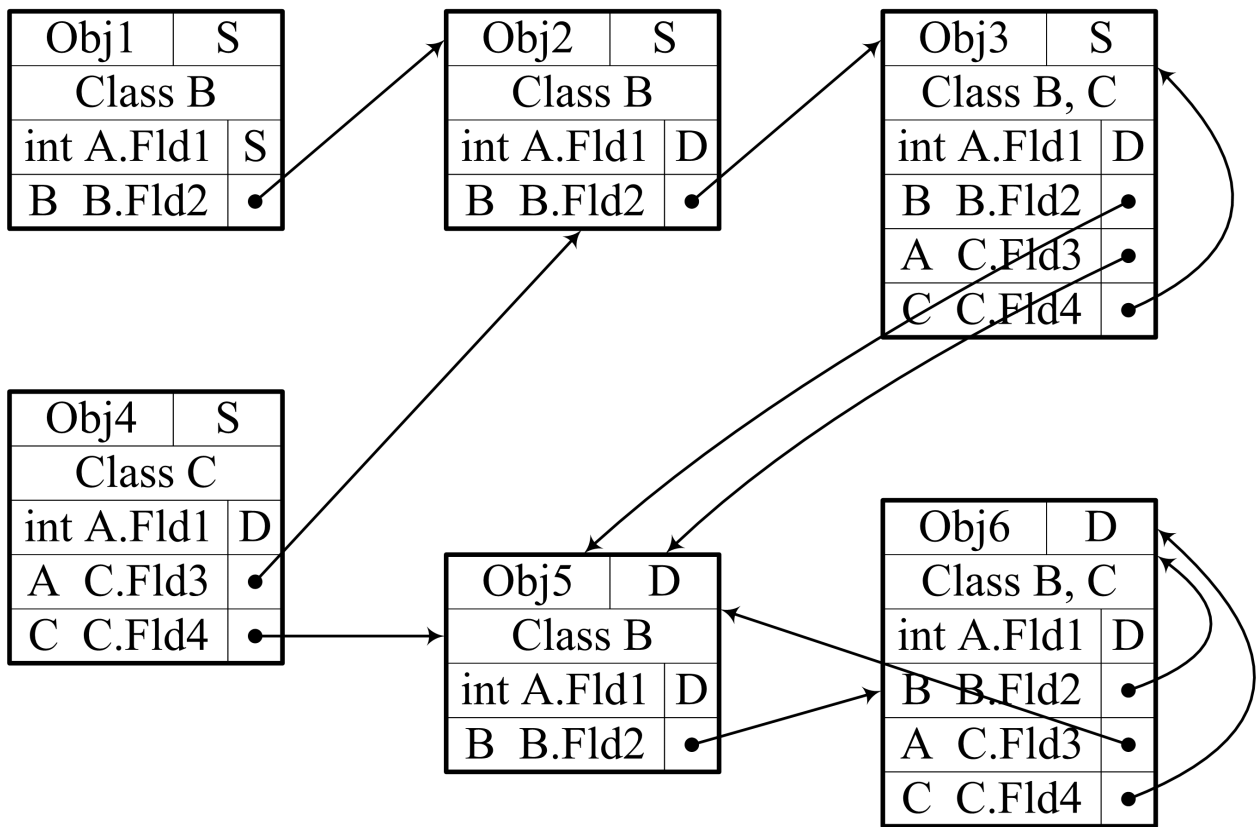 Obj1 S
Class B
int A.Fld1 S
B B.Fld2
Obj2 S
Class B
int A.Fld1 D
B B.Fld2
Obj3 S
Class B, C
int A.Fld1 D
B B.Fld2
A C.Fld3
C C.Fld4
Obj4 S
Class C
int A.Fld1 D
A C.Fld3
C C.Fld4
Obj5 D
Class B
int A.Fld1 D
B B.Fld2
Obj6 D
Class B, C
int A.Fld1 D
B B.Fld2
A C.Fld3
C C.Fld4